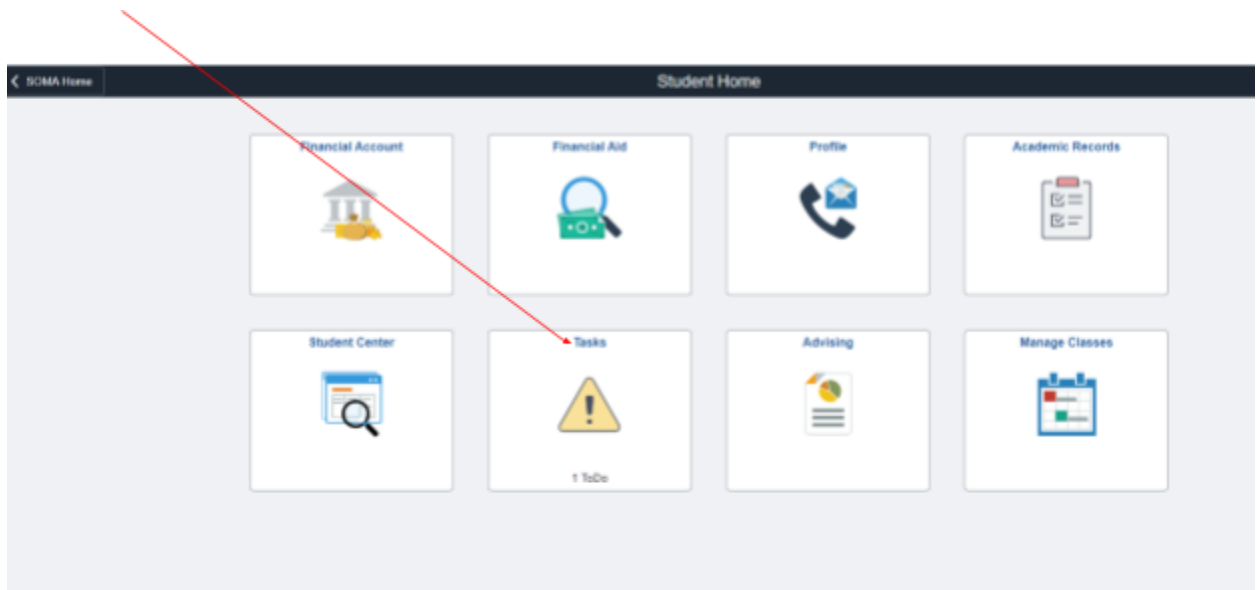 SOMA Home
Student Home
Financial Account
Financial Aid
Profile
Academic Records
Student Center
Tasks
Advising
Manage Classes
1 ToDo